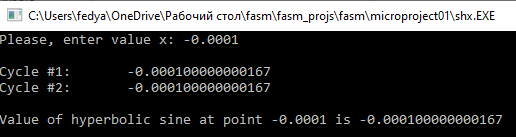 C:\Users\fedya\OneDrive\Рабочий стол\fasm\fasm_projs\fasm\microproject01\shx.EXE
Please, enter value x: -0.0001
Cycle #1: -0.000100000000167
Cycle #2: -0.000100000000167
Value of hyperbolic sine at point -0.0001 is -0.000100000000167